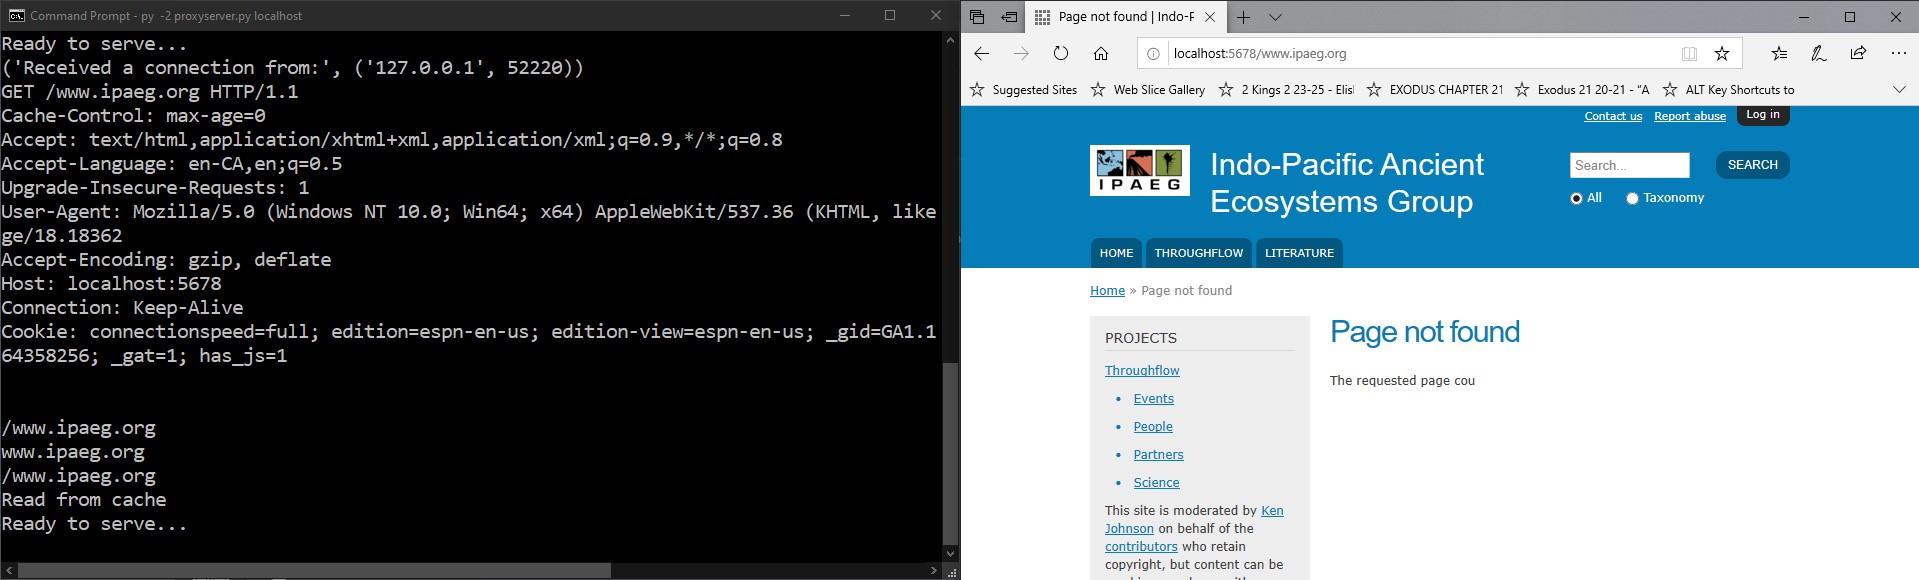 Command Prompt - py  -2 proxyserver.py localhost
Ready to serve...
('Received a connection from:', ('127.0.0.1', 52220))
GET /www.ipaeg.org HTTP/1.1
Cache-Control: max-age=0
Accept: text/html,application/xhtml+xml,application/xml;q=0.9,*/*;q=0.8
Accept-Language: en-CA,en;q=0.5
Upgrade-Insecure-Requests: 1
User-Agent: Mozilla/5.0 (Windows NT 10.0; Win64; x64) AppleWebKit/537.36 (KHTML, like
ge/18.18362
Accept-Encoding: gzip, deflate
Host: localhost:5678
Connection: Keep-Alive
Cookie: connectionspeed=full; edition=espn-en-us; edition-view=espn-en-us; _gid=GA1.1
64358256; _gat=1; has_js=1
/www.ipaeg.org
www.ipaeg.org
/www.ipaeg.org
Read from cache
Ready to serve...
Page not found | Indo-P
localhost:5678/www.ipaeg.org
Suggested Sites
Web Slice Gallery
2 Kings 2 23-25 - Elis
EXODUS CHAPTER 21
Exodus 21 20-21 - "A
ALT Key Shortcuts to
Contact us
Report abuse
Log in
IPAEG
Indo-Pacific Ancient
Ecosystems Group
Search...
SEARCH
All
Taxonomy
HOME
THROUGHFLOW
LITERATURE
Home » Page not found
PROJECTS
Throughflow
• Events
• People
• Partners
• Science
This site is moderated by Ken
Johnson on behalf of the
contributors who retain
copyright, but content can be
Page not found
The requested page cou